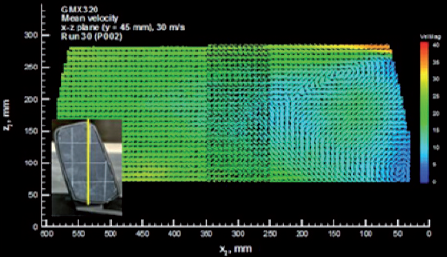 GMX320
Mean velocity
x-z plane (y = 45 mm), 30 m/s
Run30 (P002)
VelMag
40
35
30
25
20
15
10
5
0
300
250
200
150
100
50
0
z, mm
600 550 500 450 400 350 300 250 200 150 100 50 0
x, mm